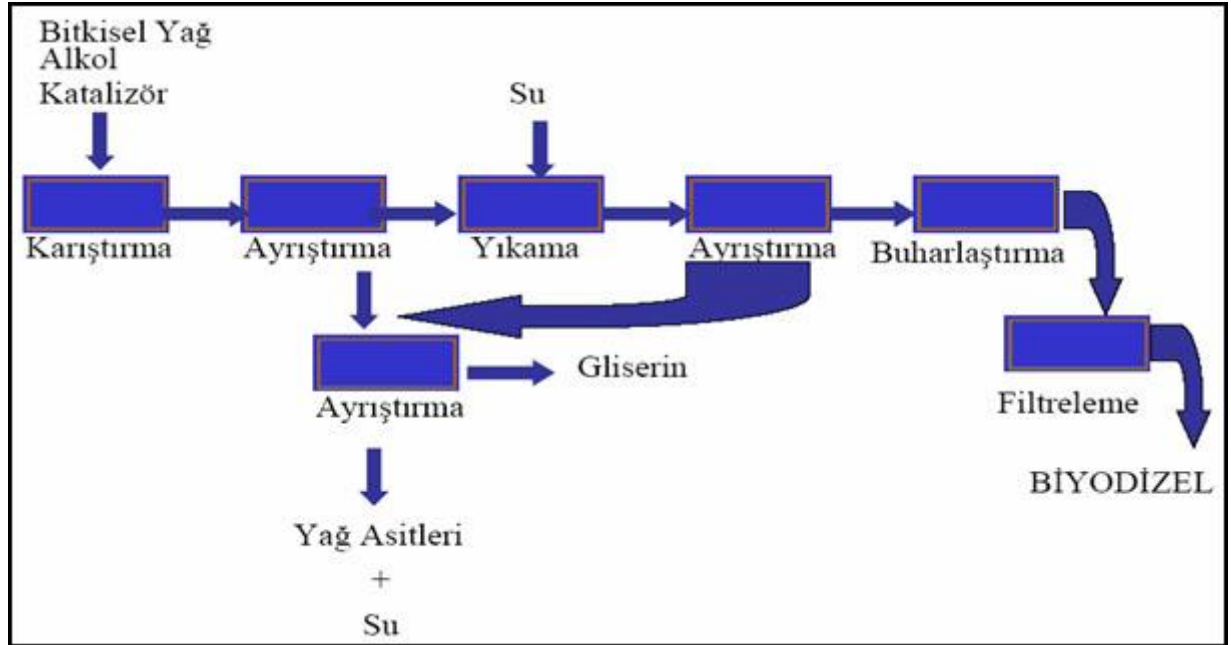 Bitkisel Yağ
Alkol
Katalizör
Su
Karıştırma
Ayrıştırma
Yıkama
Ayrıştırma
Buharlaştırma
Gliserin
Ayrıştırma
Filtreleme
BİYODİZEL
Yağ Asitleri
+
Su